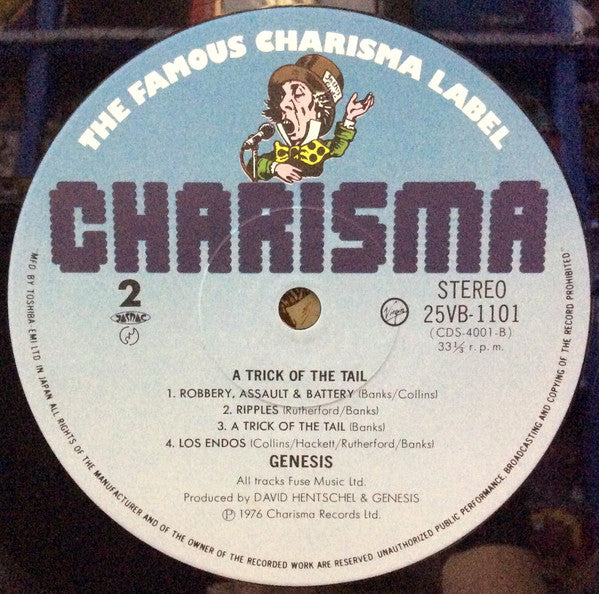 THE FAMOUS CHARISMA LABEL
CHARISMA
2
JASRAC
STEREO
Virgin
25VB-1101
(CDS-4001-B)
33⅓ r.p.m.
A TRICK OF THE TAIL
1. ROBBERY, ASSAULT & BATTERY (Banks/Collins)
2. RIPPLES (Rutherford/Banks)
3. A TRICK OF THE TAIL (Banks)
4. LOS ENDOS (Collins/Hackett/Rutherford/Banks)
GENESIS
All tracks Fuse Music Ltd.
Produced by DAVID HENTSCHEL & GENESIS
Ⓟ 1976 Charisma Records Ltd.
MFD BY TOSHIBA EMI LTD IN JAPAN ALL RIGHTS OF THE MANUFACTURER AND OF THE OWNER OF THE RECORDED WORK ARE RESERVED. UNAUTHORIZED PUBLIC PERFORMANCE, BROADCASTING AND COPYING OF THE RECORD PROHIBITED"